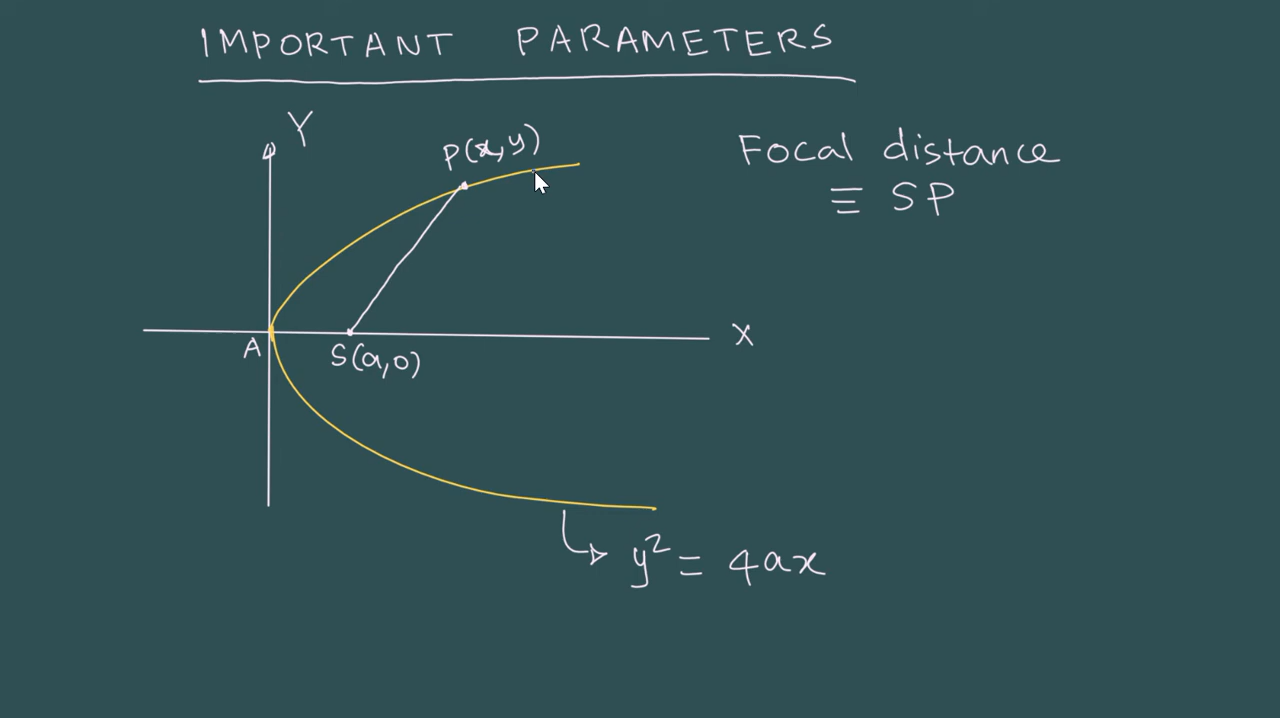 IMPORTANT PARAMETERS
Y
P(x,y)
Focal distance
≡ SP
X
A
S(a,0)
y² = 4ax